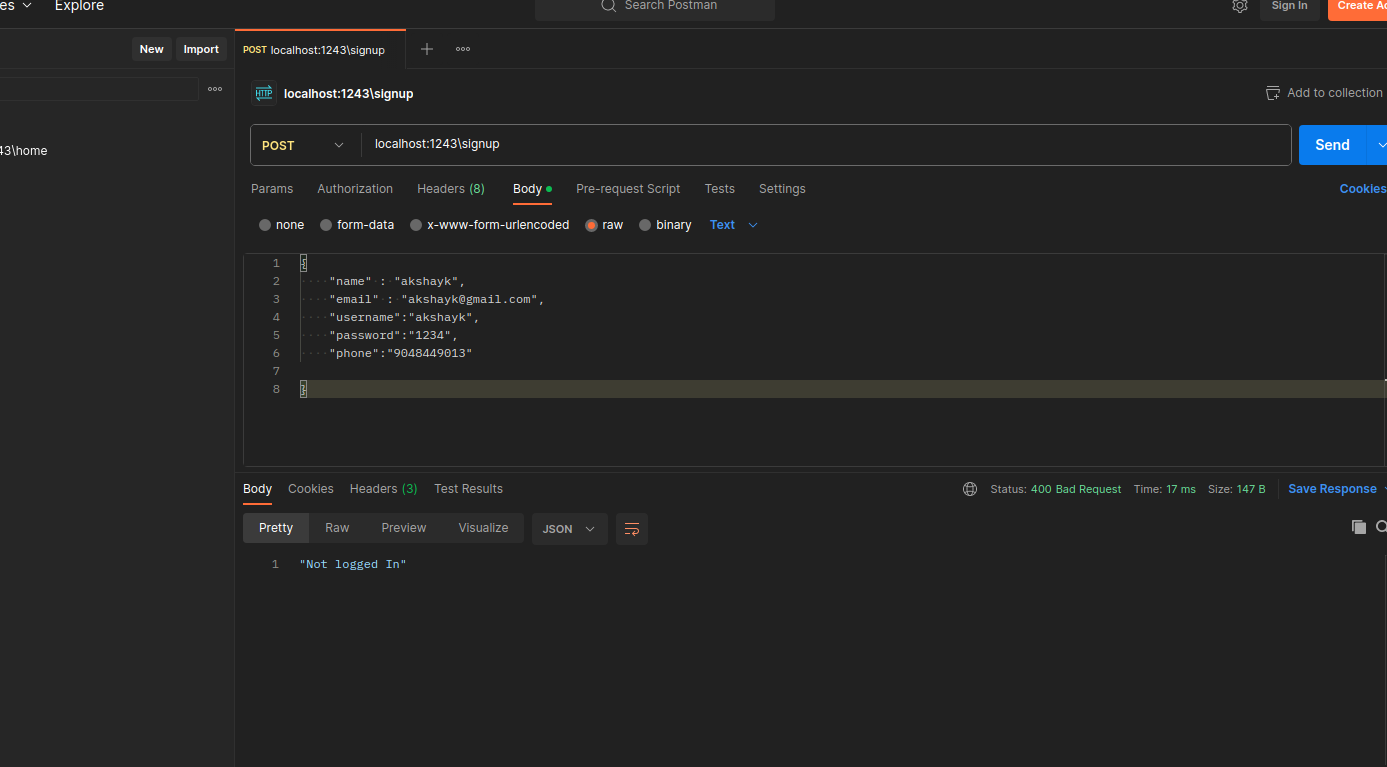 es Explore Search Postman Sign In Create Ac
New Import POST localhost:1243\signup
HTTP localhost:1243\signup Add to collection
43\home
POST localhost:1243\signup Send
Params Authorization Headers (8) Body Pre-request Script Tests Settings Cookies
none form-data x-www-form-urlencoded raw binary Text
1 {
2 "name" : "akshayk",
3 "email" : "akshayk@gmail.com",
4 "username":"akshayk",
5 "password":"1234",
6 "phone":"9048449013"
7
8 }
Body Cookies Headers (3) Test Results Status: 400 Bad Request Time: 17 ms Size: 147 B Save Response
Pretty Raw Preview Visualize JSON
1 "Not logged In"